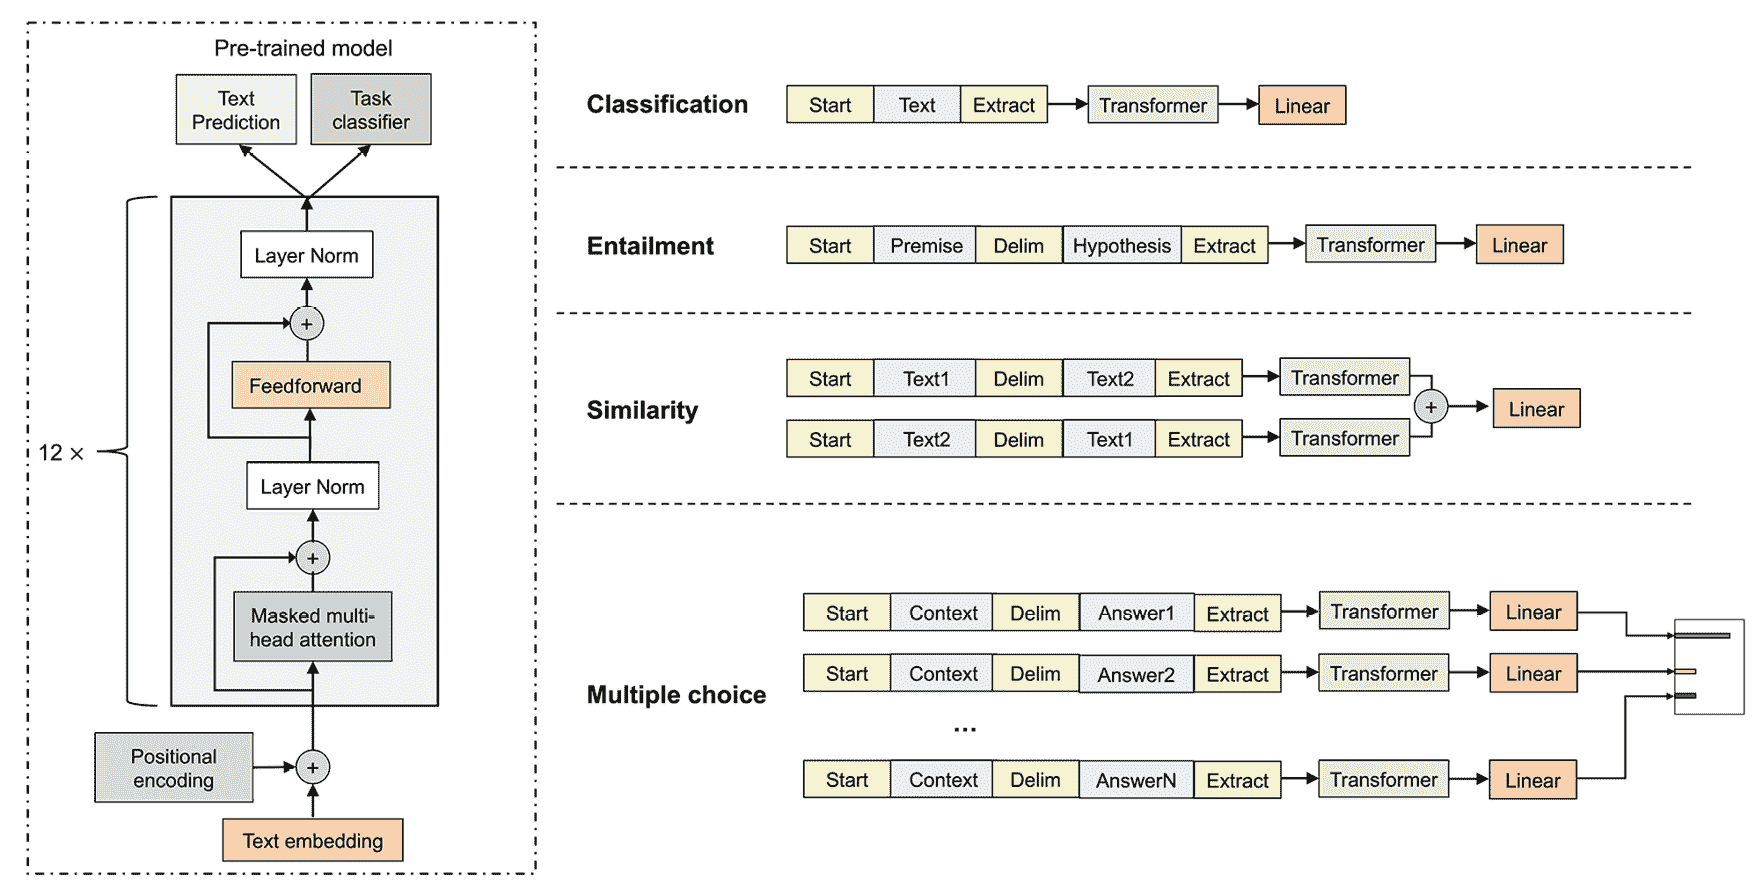 Pre-trained model
Text
Prediction
Task
classifier
Layer Norm
+
Feedforward
12 ×
Layer Norm
+
Masked multi-
head attention
Positional
encoding
+
Text embedding
Classification
Start Text Extract Transformer Linear
Entailment
Start Premise Delim Hypothesis Extract Transformer Linear
Similarity
Start Text1 Delim Text2 Extract Transformer
+ Linear
Start Text2 Delim Text1 Extract Transformer
Multiple choice
Start Context Delim Answer1 Extract Transformer Linear
Start Context Delim Answer2 Extract Transformer Linear
...
Start Context Delim AnswerN Extract Transformer Linear